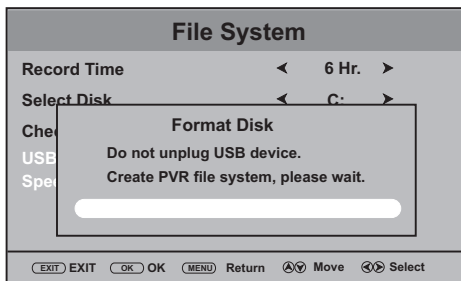 File System
Record Time 6 Hr.
Select Disk C:
Format Disk
Do not unplug USB device.
Create PVR file system, please wait.
USB
EXIT EXIT OK OK MENU Return Move Select